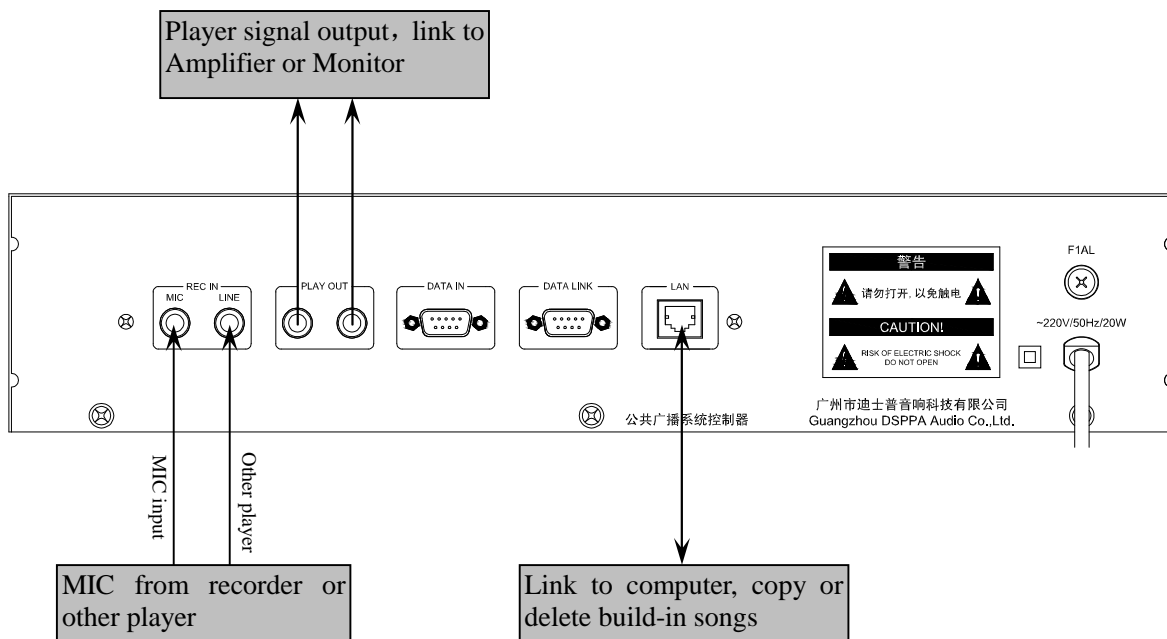 Player signal output，link to
Amplifier or Monitor
REC IN
MIC
LINE
PLAY OUT
DATA IN
DATA LINK
LAN
警告
请勿打开, 以免触电
CAUTION!
RISK OF ELECTRIC SHOCK
DO NOT OPEN
F1AL
~220V/50Hz/20W
公共广播系统控制器
广州市迪士普音响科技有限公司
Guangzhou DSPPA Audio Co.,Ltd.
MIC input
Other player
MIC from recorder or
other player
Link to computer, copy or
delete build-in songs